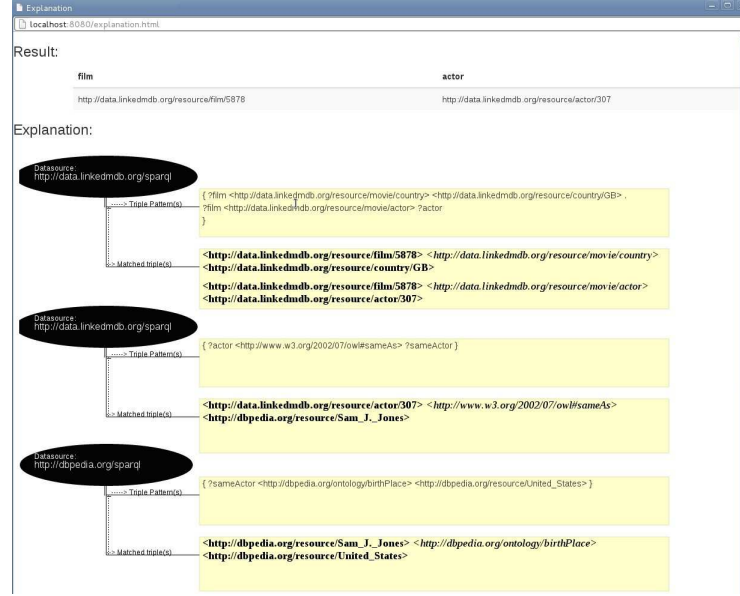 Explanation
localhost:8080/explanation.html
Result:
film actor
http://data.linkedmdb.org/resource/film/5878 http://data.linkedmdb.org/resource/actor/307
Explanation:
Datasource:
http://data.linkedmdb.org/sparql
-----> Triple Pattern(s)
{ ?film <http://data.linkedmdb.org/resource/movie/country> <http://data.linkedmdb.org/resource/country/GB> .
?film <http://data.linkedmdb.org/resource/movie/actor> ?actor
}
-> Matched triple(s)
<http://data.linkedmdb.org/resource/film/5878> <http://data.linkedmdb.org/resource/movie/country>
<http://data.linkedmdb.org/resource/country/GB>
<http://data.linkedmdb.org/resource/film/5878> <http://data.linkedmdb.org/resource/movie/actor>
<http://data.linkedmdb.org/resource/actor/307>
Datasource:
http://data.linkedmdb.org/sparql
-----> Triple Pattern(s)
{ ?actor <http://www.w3.org/2002/07/owl#sameAs> ?sameActor }
-> Matched triple(s)
<http://data.linkedmdb.org/resource/actor/307> <http://www.w3.org/2002/07/owl#sameAs>
<http://dbpedia.org/resource/Sam_J._Jones>
Datasource:
http://dbpedia.org/sparql
-----> Triple Pattern(s)
{ ?sameActor <http://dbpedia.org/ontology/birthPlace> <http://dbpedia.org/resource/United_States> }
-> Matched triple(s)
<http://dbpedia.org/resource/Sam_J._Jones> <http://dbpedia.org/ontology/birthPlace>
<http://dbpedia.org/resource/United_States>